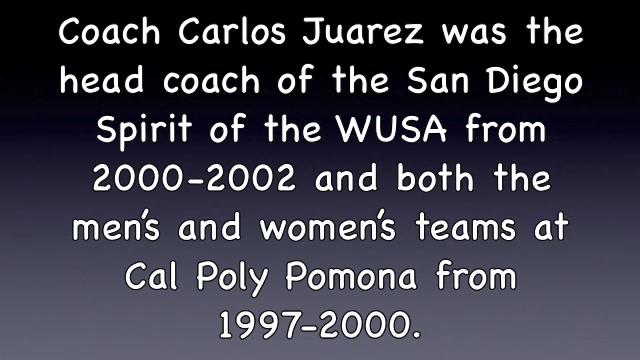 Coach Carlos Juarez was the
head coach of the San Diego
Spirit of the WUSA from
2000-2002 and both the
men's and women's teams at
Cal Poly Pomona from
1997-2000.